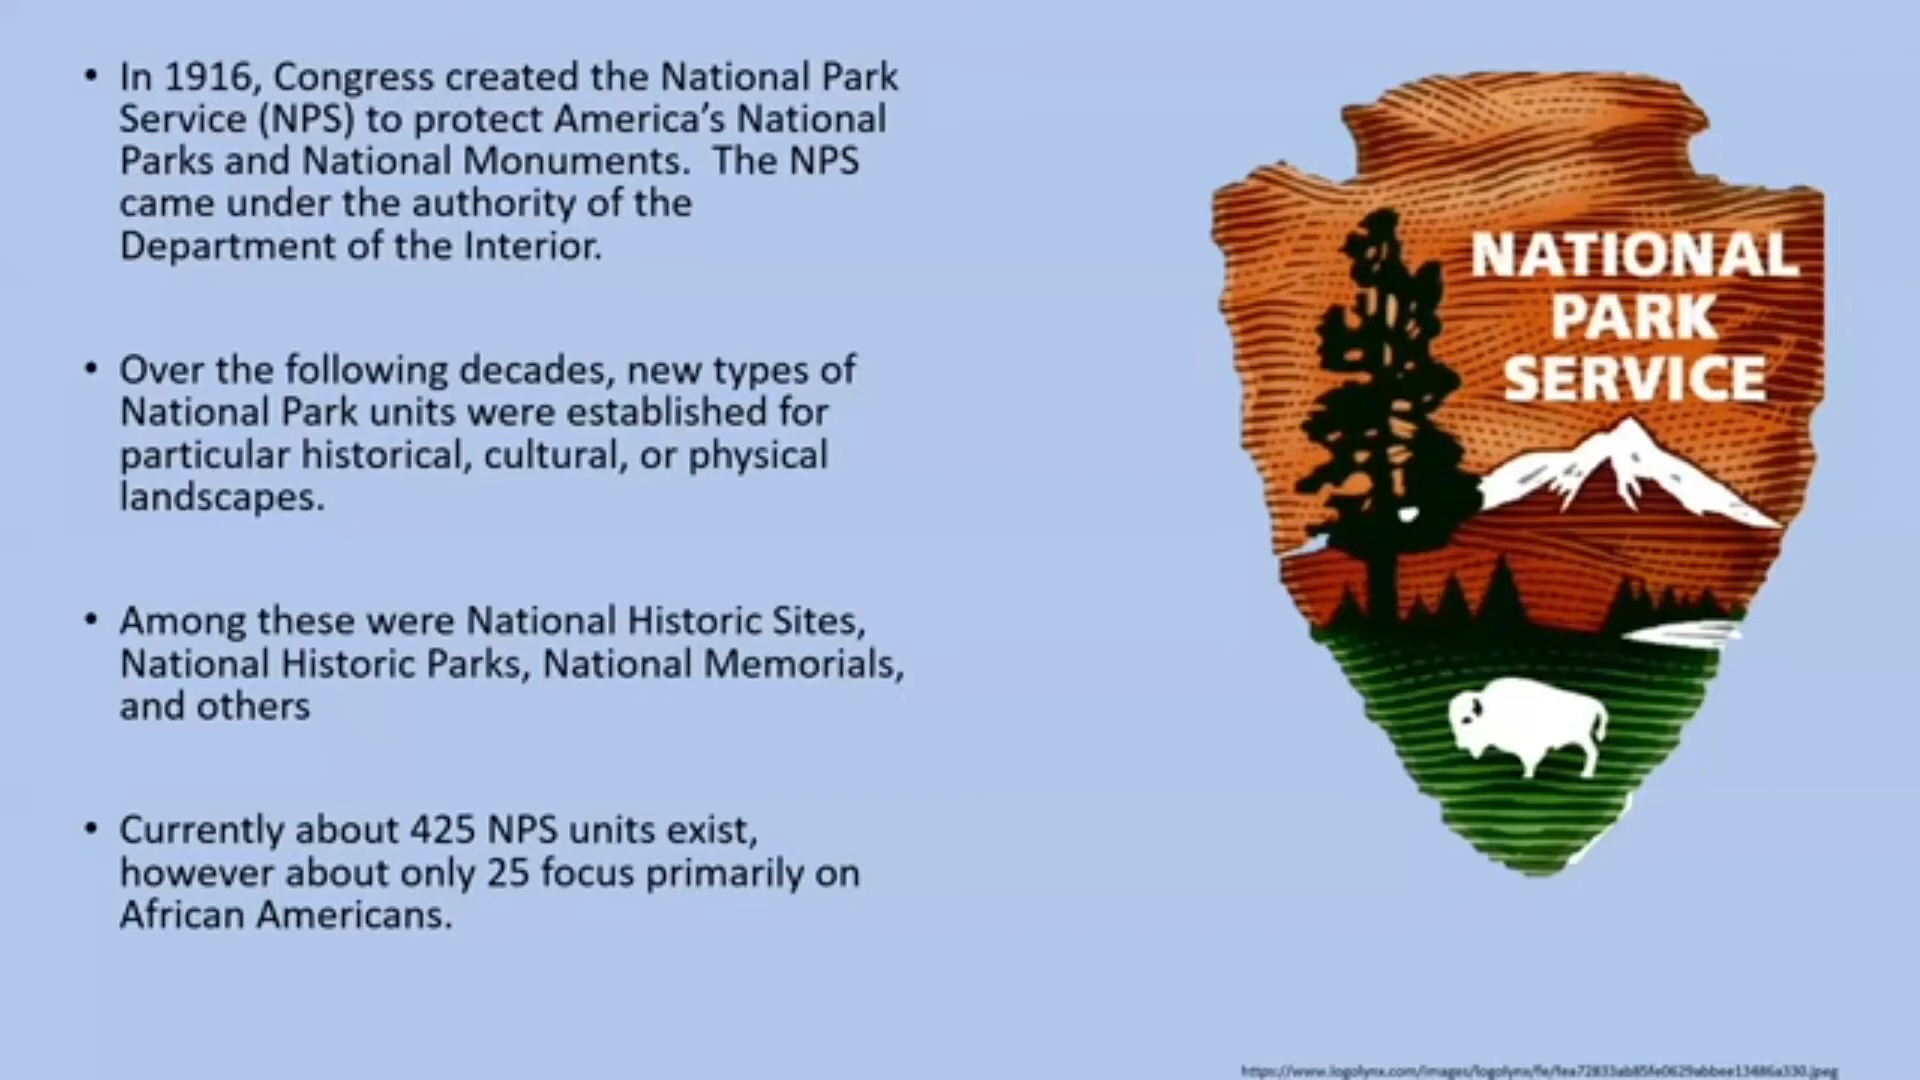 • In 1916, Congress created the National Park
Service (NPS) to protect America’s National
Parks and National Monuments.  The NPS
came under the authority of the
Department of the Interior.
• Over the following decades, new types of
National Park units were established for
particular historical, cultural, or physical
landscapes.
• Among these were National Historic Sites,
National Historic Parks, National Memorials,
and others
• Currently about 425 NPS units exist,
however about only 25 focus primarily on
African Americans.
NATIONAL
PARK
SERVICE